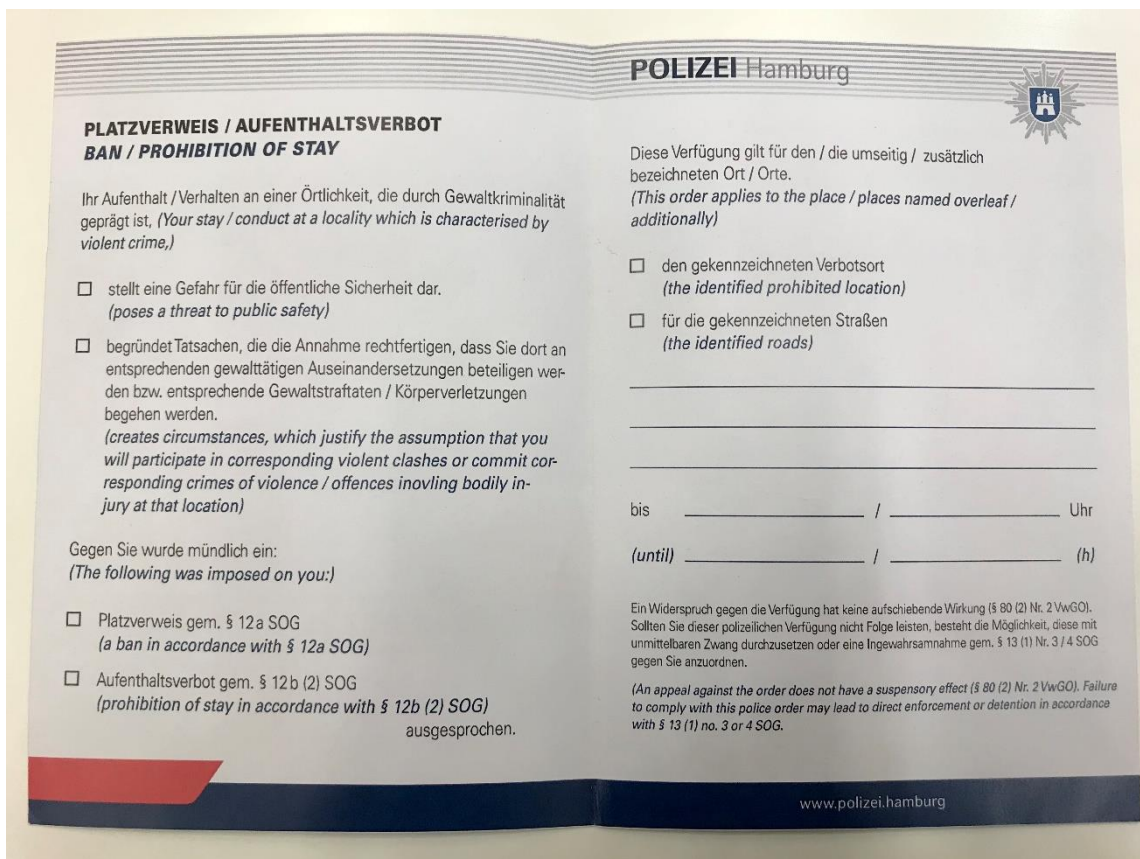 PLATZVERWEIS / AUFENTHALTSVERBOT
BAN / PROHIBITION OF STAY
Ihr Aufenthalt / Verhalten an einer Örtlichkeit, die durch Gewaltkriminalität
geprägt ist, (Your stay / conduct at a locality which is characterised by
violent crime,)
stellt eine Gefahr für die öffentliche Sicherheit dar.
(poses a threat to public safety)
begründet Tatsachen, die die Annahme rechtfertigen, dass Sie dort an
entsprechenden gewalttätigen Auseinandersetzungen beteiligen wer-
den bzw. entsprechende Gewaltstraftaten / Körperverletzungen
begehen werden.
(creates circumstances, which justify the assumption that you
will participate in corresponding violent clashes or commit cor-
responding crimes of violence / offences inovling bodily in-
jury at that location)
Gegen Sie wurde mündlich ein:
(The following was imposed on you:)
Platzverweis gem. § 12a SOG
(a ban in accordance with § 12a SOG)
Aufenthaltsverbot gem. § 12b (2) SOG
(prohibition of stay in accordance with § 12b (2) SOG)
ausgesprochen.
POLIZEI Hamburg
Diese Verfügung gilt für den / die umseitig / zusätzlich
bezeichneten Ort / Orte.
(This order applies to the place / places named overleaf /
additionally)
den gekennzeichneten Verbotsort
(the identified prohibited location)
für die gekennzeichneten Straßen
(the identified roads)
bis / Uhr
(until) / (h)
Ein Widerspruch gegen die Verfügung hat keine aufschiebende Wirkung (§ 80 (2) Nr. 2 VwGO).
Sollten Sie dieser polizeilichen Verfügung nicht Folge leisten, besteht die Möglichkeit, diese mit
unmittelbaren Zwang durchzusetzen oder eine Ingewahrsamnahme gem. § 13 (1) Nr. 3 / 4 SOG
gegen Sie anzuordnen.
(An appeal against the order does not have a suspensory effect (§ 80 (2) Nr. 2 VwGO). Failure
to comply with this police order may lead to direct enforcement or detention in accordance
with § 13 (1) no. 3 or 4 SOG.
www.polizei.hamburg